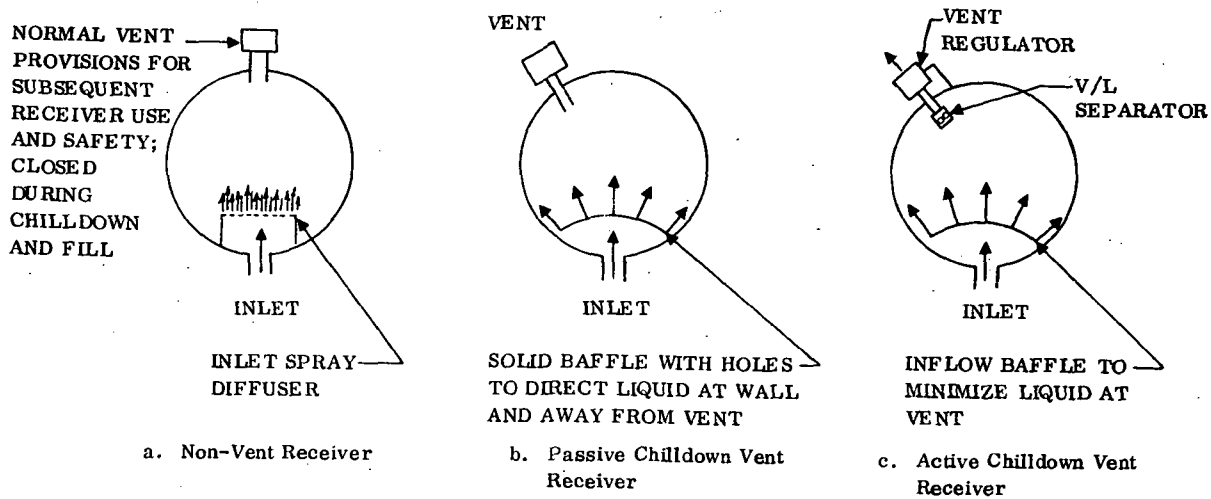 NORMAL VENT
PROVISIONS FOR
SUBSEQUENT
RECEIVER USE
AND SAFETY;
CLOSED
DURING
CHILLDOWN
AND FILL
INLET
INLET SPRAY
DIFFUSER
a. Non-Vent Receiver
VENT
INLET
SOLID BAFFLE WITH HOLES
TO DIRECT LIQUID AT WALL
AND AWAY FROM VENT
b. Passive Chilldown Vent
Receiver
VENT
REGULATOR
V/L
SEPARATOR
INLET
INFLOW BAFFLE TO
MINIMIZE LIQUID AT
VENT
c. Active Chilldown Vent
Receiver